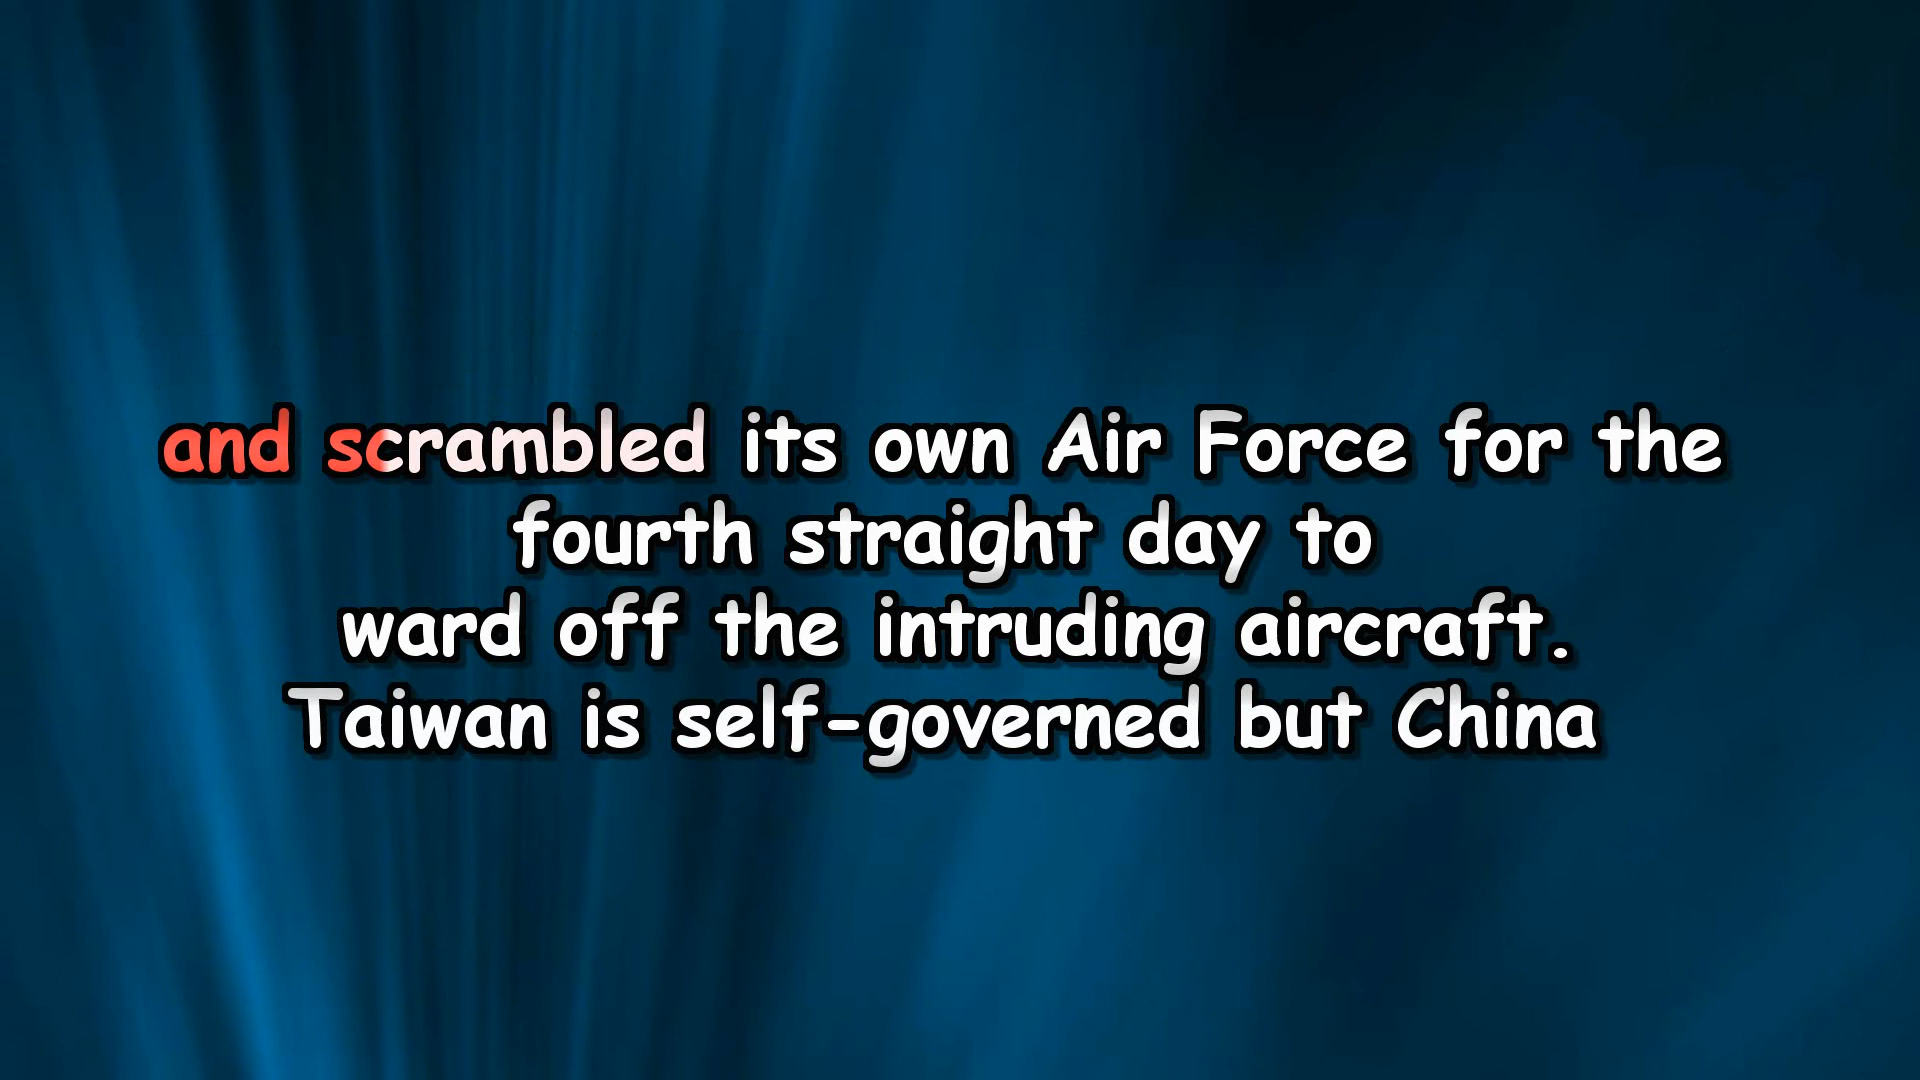 and scrambled its own Air Force for the
fourth straight day to
ward off the intruding aircraft.
Taiwan is self-governed but China